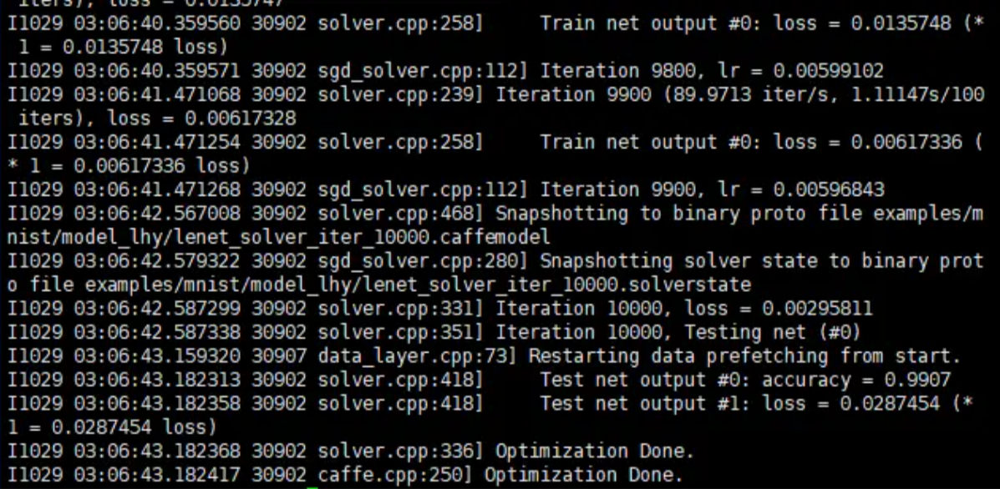 iters), loss = 0.0135747
I1029 03:06:40.359560 30902 solver.cpp:258]     Train net output #0: loss = 0.0135748 (*
 1 = 0.0135748 loss)
I1029 03:06:40.359571 30902 sgd_solver.cpp:112] Iteration 9800, lr = 0.00599102
I1029 03:06:41.471068 30902 solver.cpp:239] Iteration 9900 (89.9713 iter/s, 1.11147s/100
 iters), loss = 0.00617328
I1029 03:06:41.471254 30902 solver.cpp:258]     Train net output #0: loss = 0.00617336 (
* 1 = 0.00617336 loss)
I1029 03:06:41.471268 30902 sgd_solver.cpp:112] Iteration 9900, lr = 0.00596843
I1029 03:06:42.567008 30902 solver.cpp:468] Snapshotting to binary proto file examples/m
nist/model_lhy/lenet_solver_iter_10000.caffemodel
I1029 03:06:42.579322 30902 sgd_solver.cpp:280] Snapshotting solver state to binary prot
o file examples/mnist/model_lhy/lenet_solver_iter_10000.solverstate
I1029 03:06:42.587299 30902 solver.cpp:331] Iteration 10000, loss = 0.00295811
I1029 03:06:42.587338 30902 solver.cpp:351] Iteration 10000, Testing net (#0)
I1029 03:06:43.159320 30907 data_layer.cpp:73] Restarting data prefetching from start.
I1029 03:06:43.182313 30902 solver.cpp:418]     Test net output #0: accuracy = 0.9907
I1029 03:06:43.182358 30902 solver.cpp:418]     Test net output #1: loss = 0.0287454 (*
1 = 0.0287454 loss)
I1029 03:06:43.182368 30902 solver.cpp:336] Optimization Done.
I1029 03:06:43.182417 30902 caffe.cpp:250] Optimization Done.